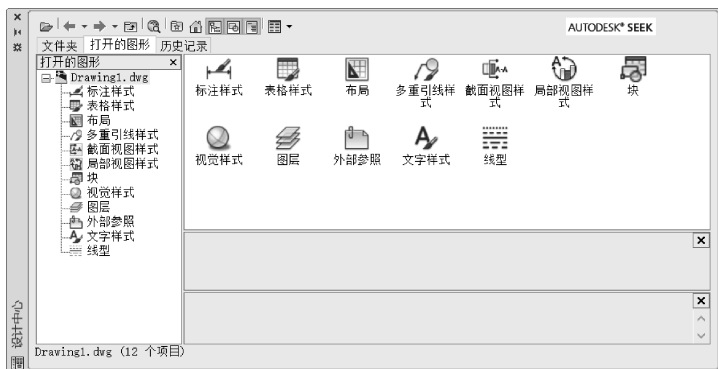 AUTODESK® SEEK
文件夹 打开的图形 历史记录
打开的图形
Drawing1.dwg
标注样式
表格样式
布局
多重引线样式
截面视图样式
局部视图样式
块
视觉样式
图层
外部参照
文字样式
线型
标注样式 表格样式 布局 多重引线样式 截面视图样式 局部视图样式 块
视觉样式 图层 外部参照 文字样式 线型
设计中心
Drawing1.dwg (12 个项目)